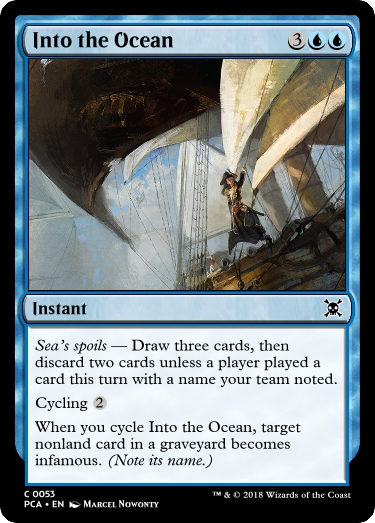 Into the Ocean 3
Instant
Sea's spoils — Draw three cards, then
discard two cards unless a player played a
card this turn with a name your team noted.
Cycling 2
When you cycle Into the Ocean, target
nonland card in a graveyard becomes
infamous. (Note its name.)
C 0053
PCA • EN Marcel Nowonty
™ & © 2018 Wizards of the Coast